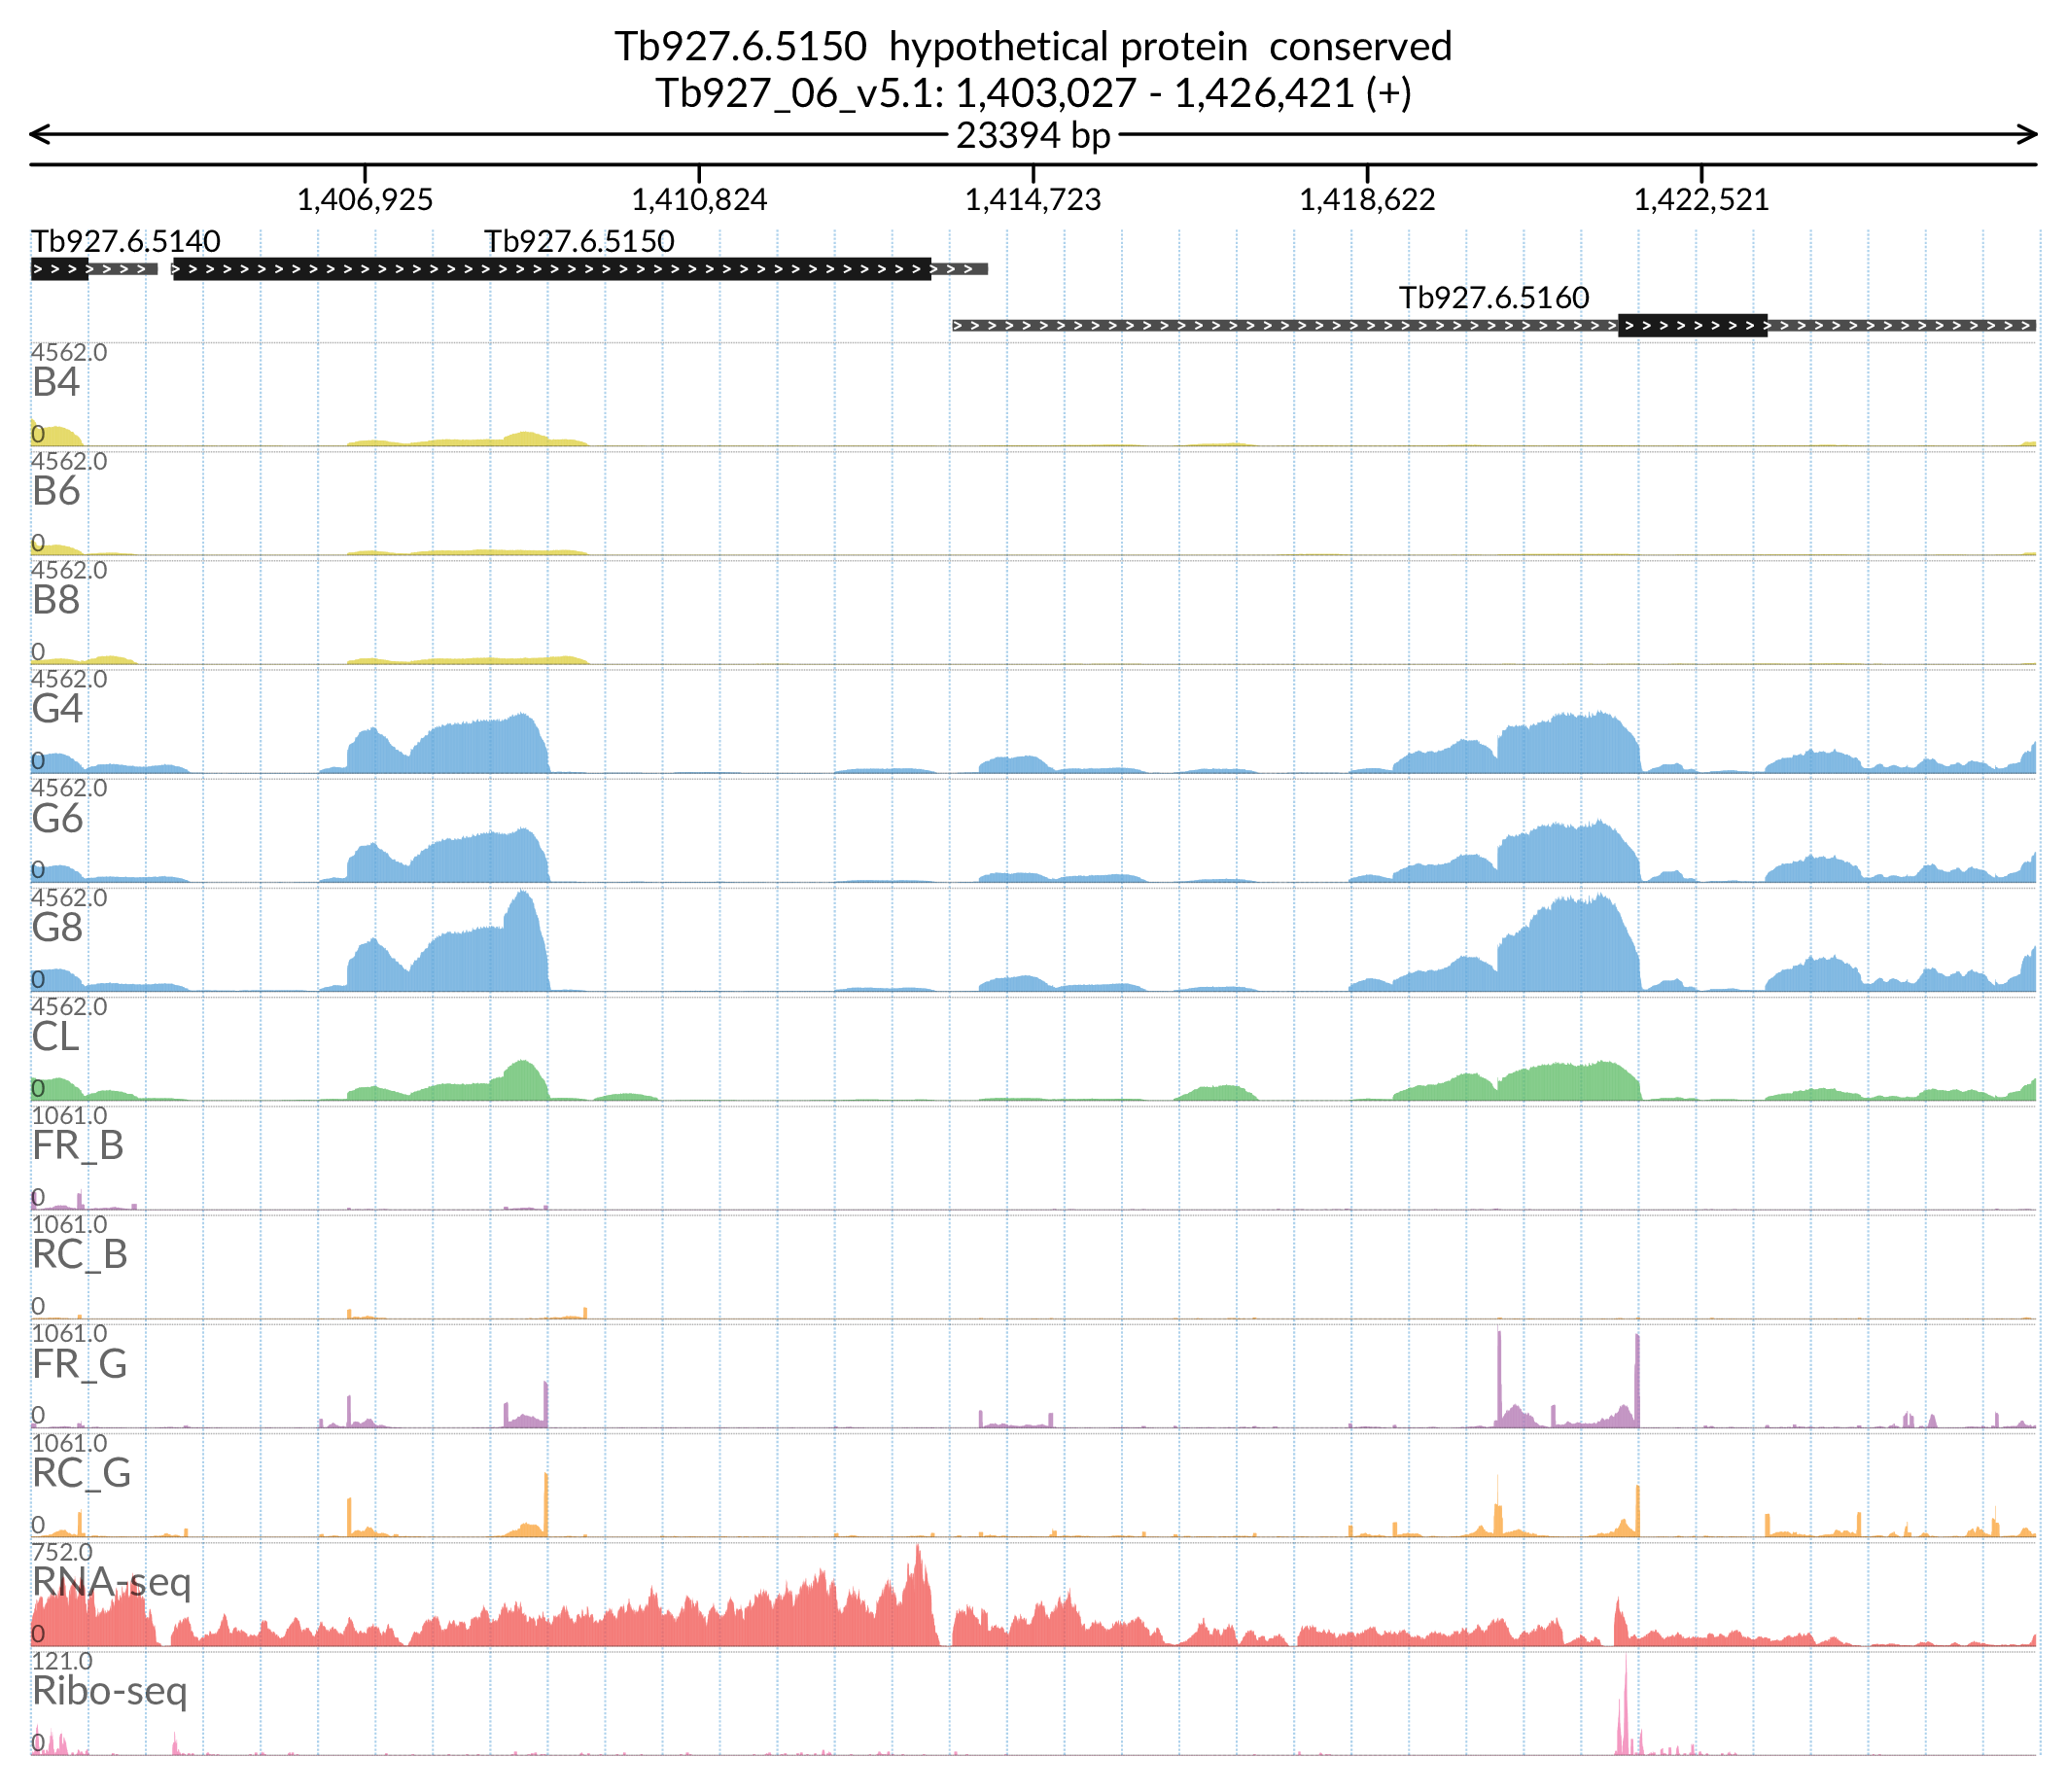 Tb927.6.5150 hypothetical protein conserved
Tb927_06_v5.1: 1,403,027 - 1,426,421 (+)
23394 bp
1,406,925 1,410,824 1,414,723 1,418,622 1,422,521
Tb927.6.5140 Tb927.6.5150
Tb927.6.5160
4562.0
B4
0
4562.0
B6
0
4562.0
B8
0
4562.0
G4
0
4562.0
G6
0
4562.0
G8
0
4562.0
CL
0
1061.0
FR_B
0
1061.0
RC_B
0
1061.0
FR_G
0
1061.0
RC_G
0
752.0
RNA-seq
0
121.0
Ribo-seq
0